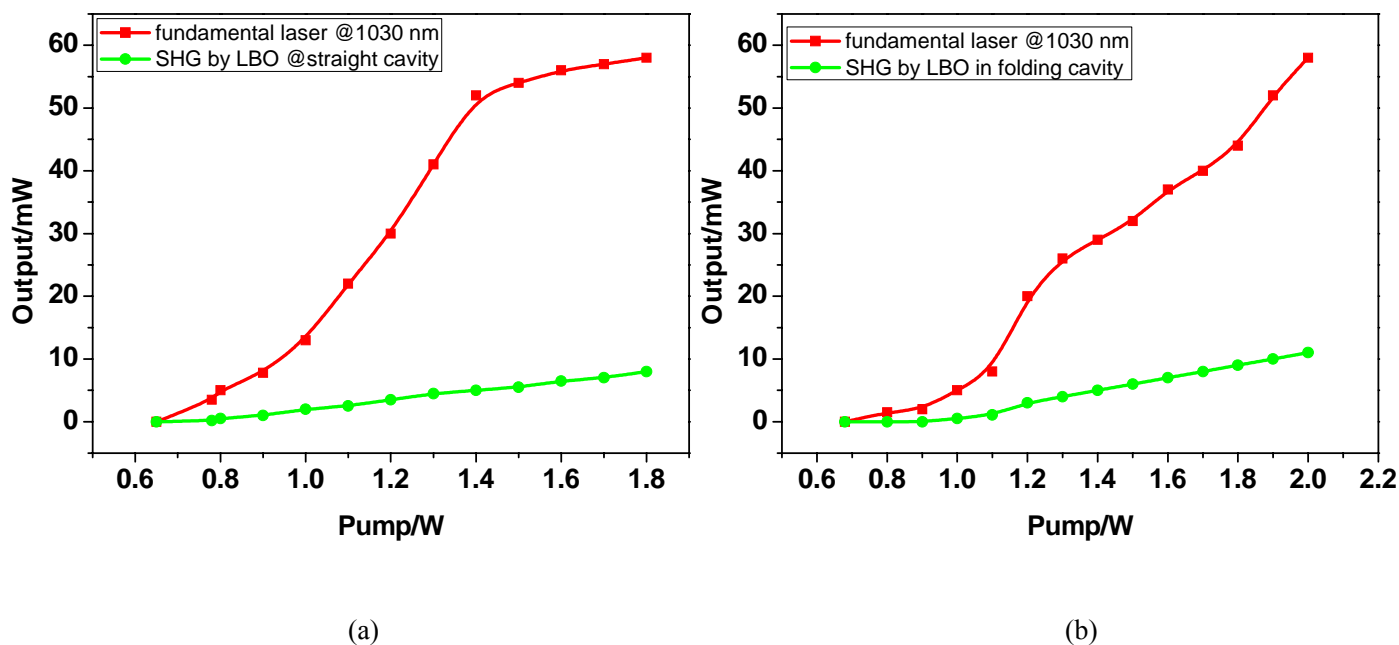 fundamental laser @1030 nm
SHG by LBO @straight cavity
60
50
40
30
20
10
0
Output/mW
0.6 0.8 1.0 1.2 1.4 1.6 1.8
Pump/W
(a)
fundamental laser @1030 nm
SHG by LBO in folding cavity
60
50
40
30
20
10
0
Output/mW
0.6 0.8 1.0 1.2 1.4 1.6 1.8 2.0 2.2
Pump/W
(b)